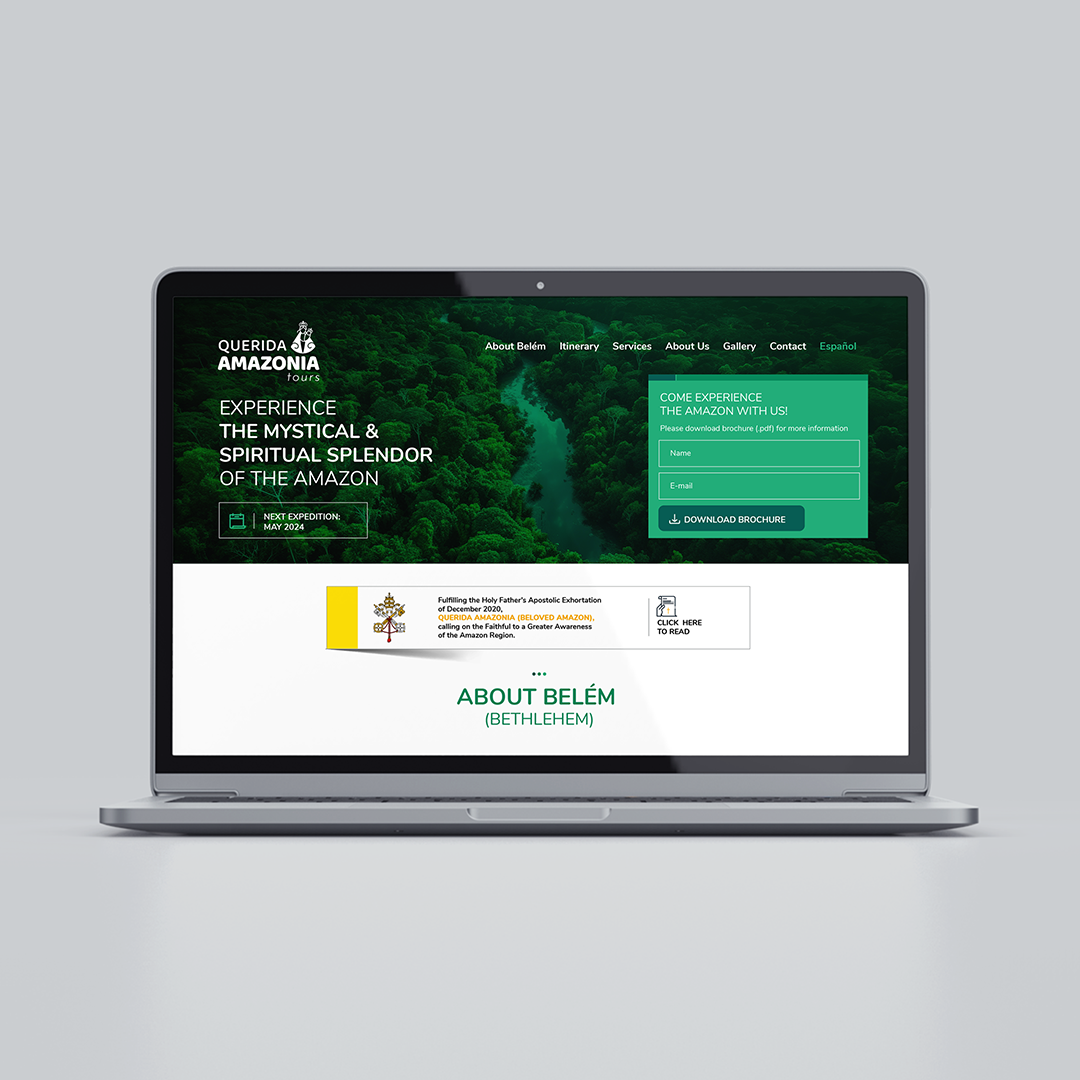 QUERIDA
AMAZONIA
tours
About Belém Itinerary Services About Us Gallery Contact Español
EXPERIENCE
THE MYSTICAL &
SPIRITUAL SPLENDOR
OF THE AMAZON
NEXT EXPEDITION:
MAY 2024
COME EXPERIENCE
THE AMAZON WITH US!
Please download brochure (.pdf) for more information
Name
E-mail
DOWNLOAD BROCHURE
Fulfilling the Holy Father's Apostolic Exhortation
of December 2020,
QUERIDA AMAZONIA (BELOVED AMAZON),
calling on the Faithful to a Greater Awareness
of the Amazon Region.
CLICK HERE
TO READ
ABOUT BELÉM
(BETHLEHEM)